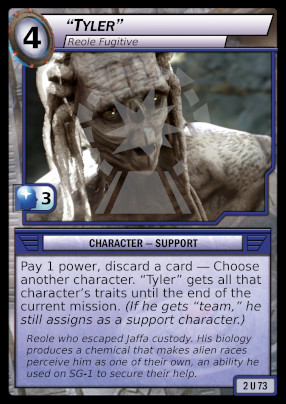 4
“TYLER”
Reole Fugitive
3
CHARACTER – SUPPORT
Pay 1 power, discard a card — Choose
another character. “Tyler” gets all that
character’s traits until the end of the
current mission. (If he gets “team,” he
still assigns as a support character.)
Reole who escaped Jaffa custody. His biology
produces a chemical that makes alien races
perceive him as one of their own, an ability he
used on SG-1 to secure their help.
2 U 73